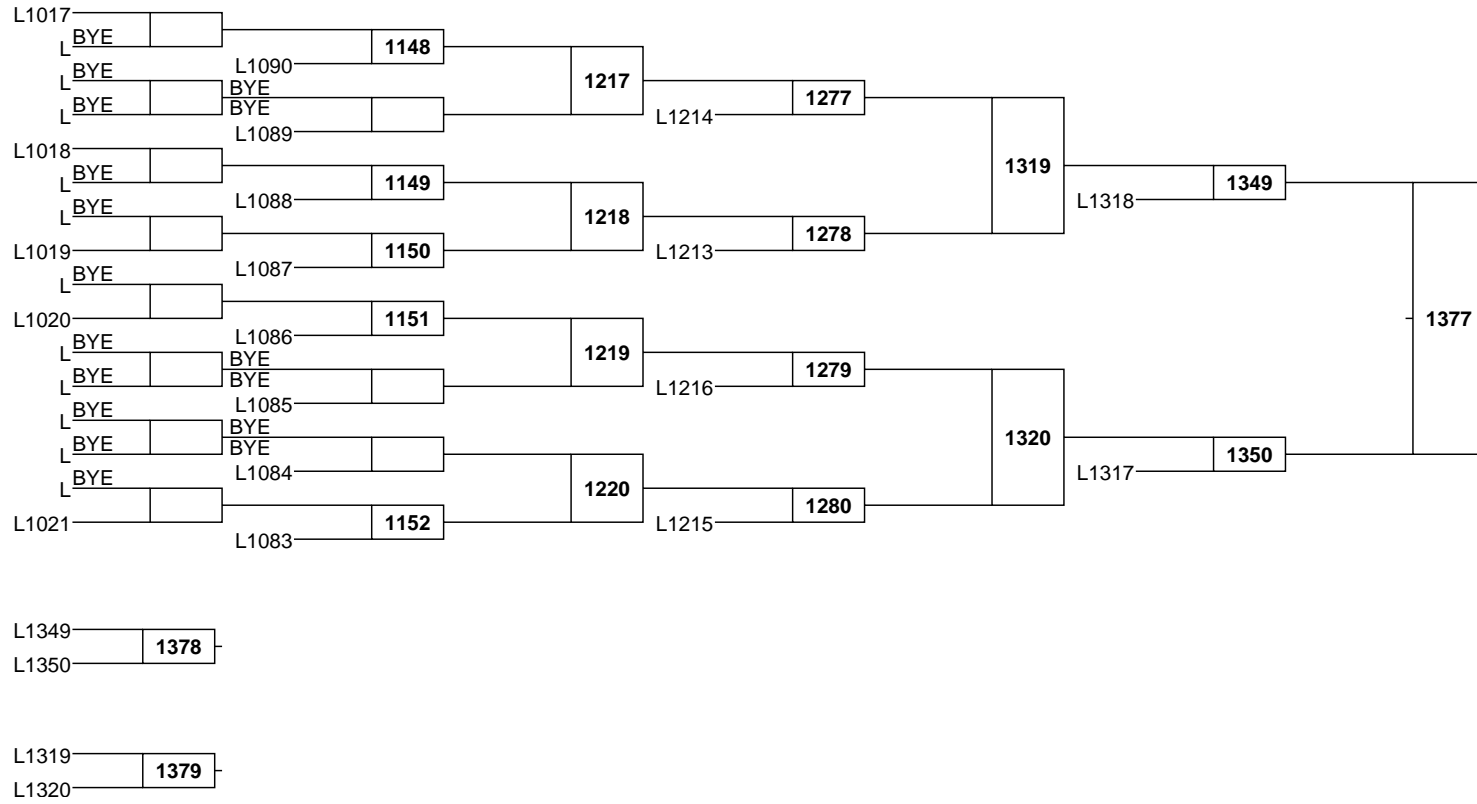 L1017
BYE
L
1148
L1090
BYE
L
BYE
L
BYE
BYE
L1089
1217
1277
L1214
L1018
BYE
L
1149
L1088
BYE
L
L1019
1150
L1087
1218
1278
L1213
1319
1349
L1318
BYE
L
L1020
1151
L1086
BYE
L
BYE
L
BYE
BYE
L1085
1219
1279
L1216
BYE
L
BYE
L
BYE
BYE
L1084
BYE
L
L1021
1152
L1083
1220
1280
L1215
1320
1350
L1317
1377
L1349
1378
L1350
L1319
1379
L1320